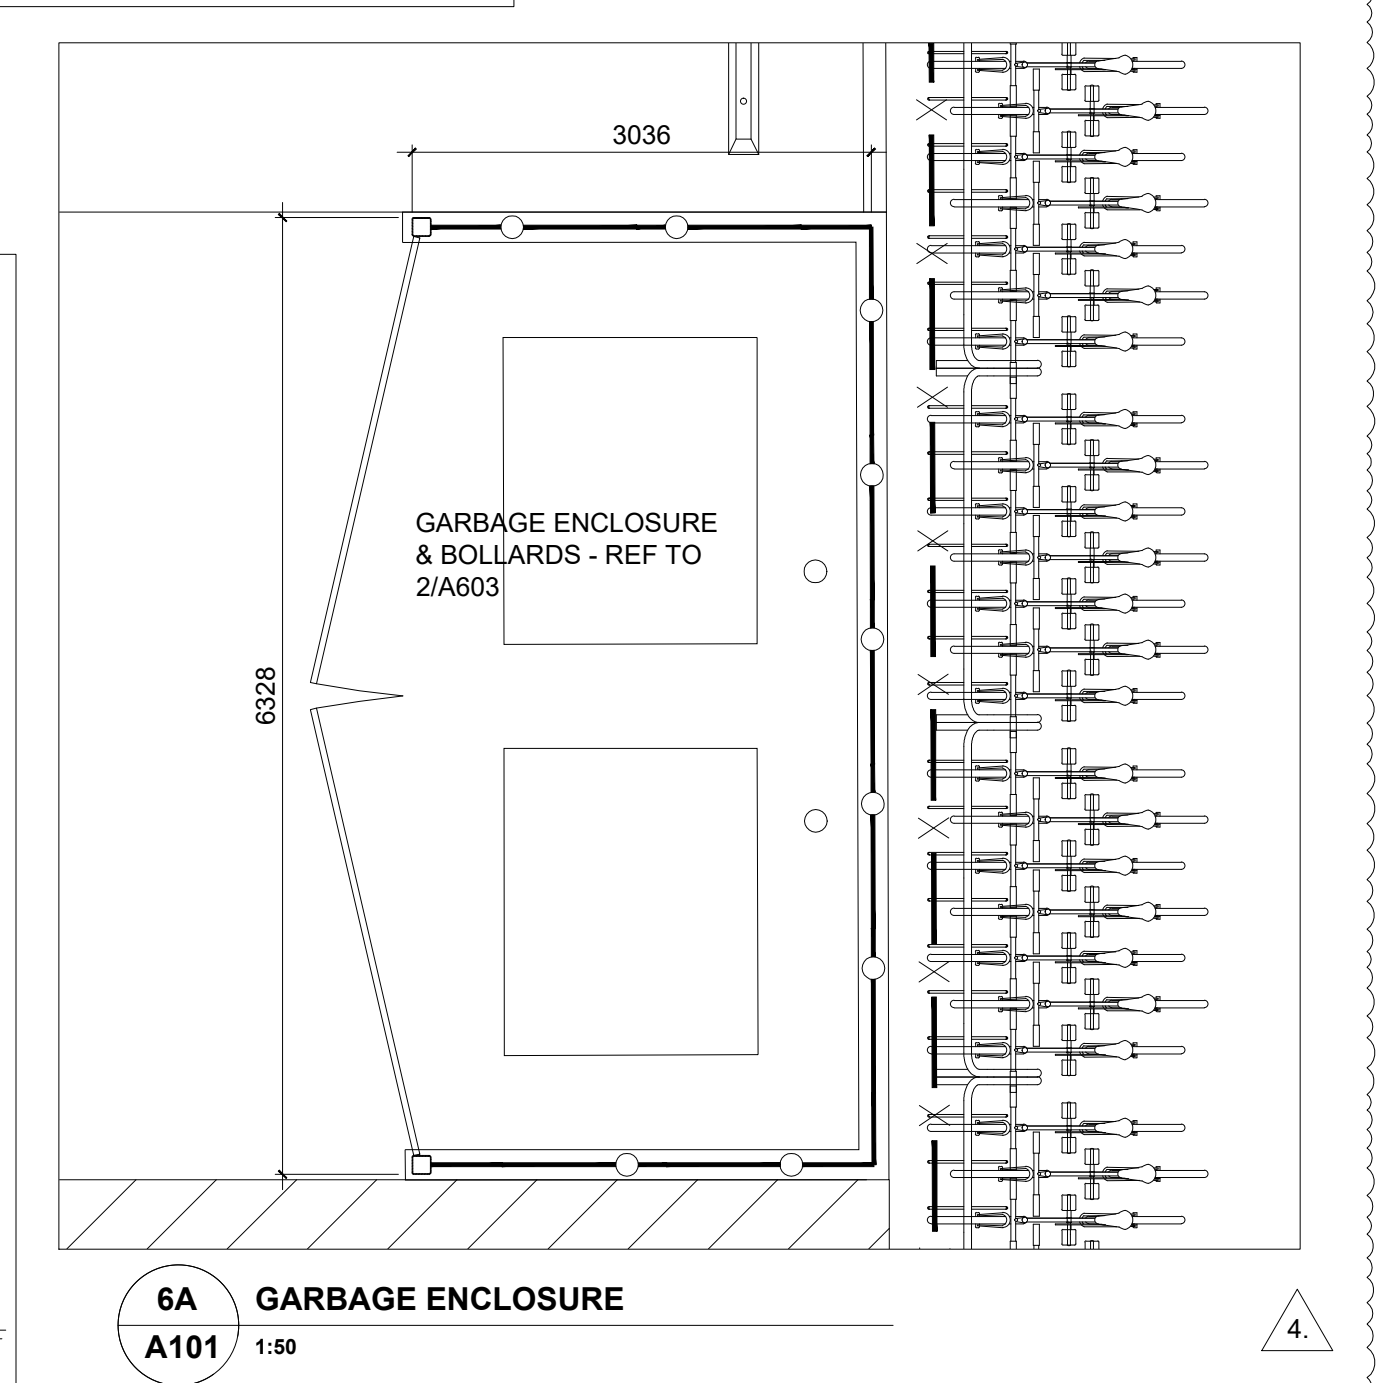 3036
GARBAGE ENCLOSURE
& BOLLARDS - REF TO
2/A603
6328
6A
GARBAGE ENCLOSURE
A101
1:50
4.